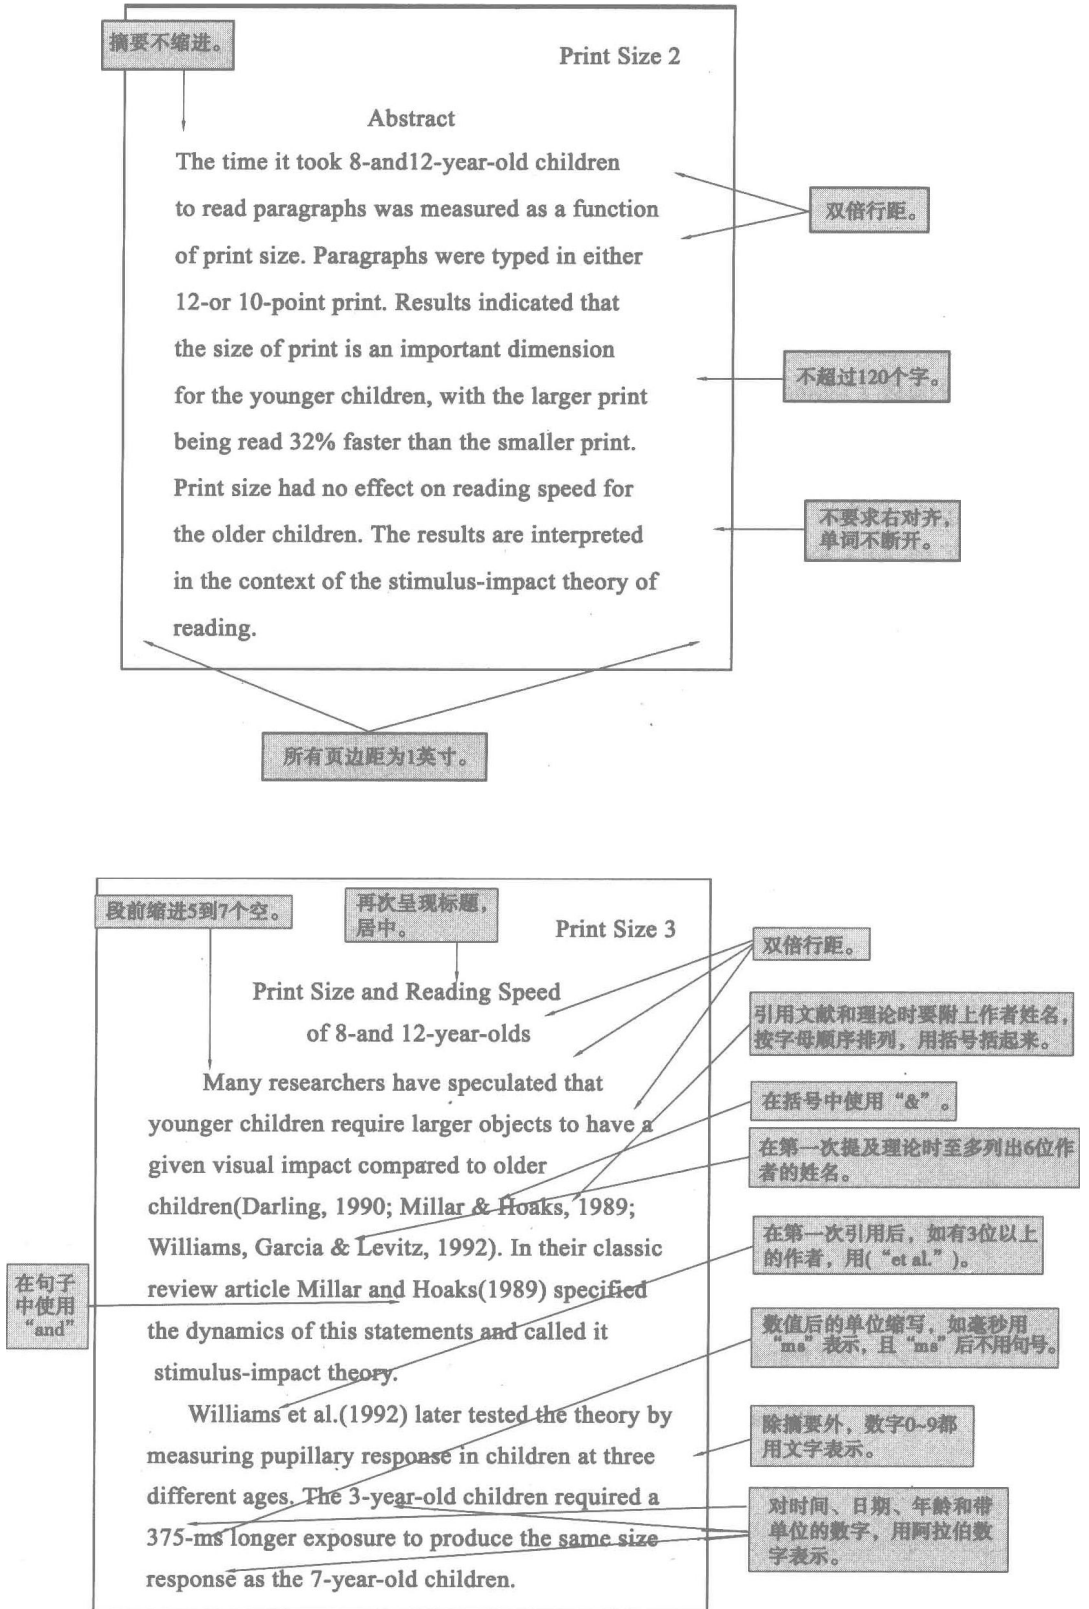 摘要不缩进。
Print Size 2
Abstract
The time it took 8-and12-year-old children
to read paragraphs was measured as a function
of print size. Paragraphs were typed in either
12-or 10-point print. Results indicated that
the size of print is an important dimension
for the younger children, with the larger print
being read 32% faster than the smaller print.
Print size had no effect on reading speed for
the older children. The results are interpreted
in the context of the stimulus-impact theory of
reading.
双倍行距。
不超过120个字。
不要求右对齐，
单词不断开。
所有页边距为1英寸。
段前缩进5到7个空。
再次呈现标题，
居中。
Print Size 3
Print Size and Reading Speed
of 8-and 12-year-olds
Many researchers have speculated that
younger children require larger objects to have a
given visual impact compared to older
children(Darling, 1990; Millar & Hoaks, 1989;
Williams, Garcia & Levitz, 1992). In their classic
review article Millar and Hoaks(1989) specified
the dynamics of this statements and called it
stimulus-impact theory.
Williams et al.(1992) later tested the theory by
measuring pupillary response in children at three
different ages. The 3-year-old children required a
375-ms longer exposure to produce the same size
response as the 7-year-old children.
在句子
中使用
“and”
双倍行距。
引用文献和理论时要附上作者姓名，
按字母顺序排列，用括号括起来。
在括号中使用“&”。
在第一次提及理论时至多列出6位作
者的姓名。
在第一次引用后，如有3位以上
的作者，用(“et al.”)。
数值后的单位缩写，如毫秒用
“ms”表示，且“ms”后不用句号。
除摘要外，数字0~9都
用文字表示。
对时间、日期、年龄和带
单位的数字，用阿拉伯数
字表示。